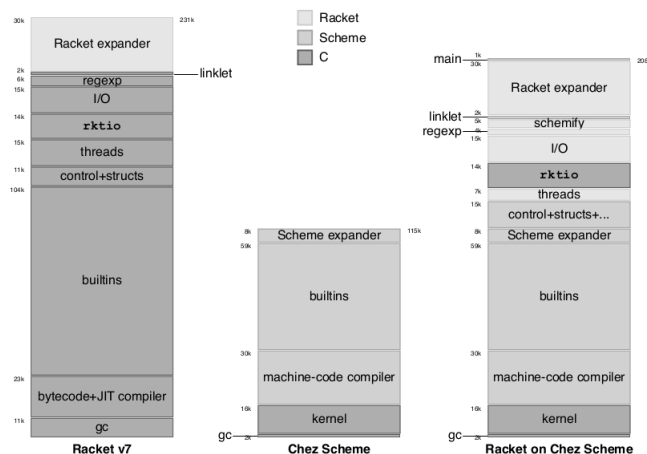 30k
231k
Racket expander
2k
linklet
6k
regexp
15k
I/O
14k
rktio
15k
threads
11k
control+structs
104k
builtins
23k
bytecode+JIT compiler
11k
gc
Racket v7
Racket
Scheme
C
8k
115k
Scheme expander
59k
builtins
30k
machine-code compiler
16k
kernel
gc
2k
Chez Scheme
main
1k
208
30k
Racket expander
linklet
2k
5k
schemify
regexp
4k
15k
I/O
14k
rktio
7k
threads
15k
control+structs+...
8k
Scheme expander
59k
builtins
30k
machine-code compiler
16k
kernel
gc
2k
Racket on Chez Scheme